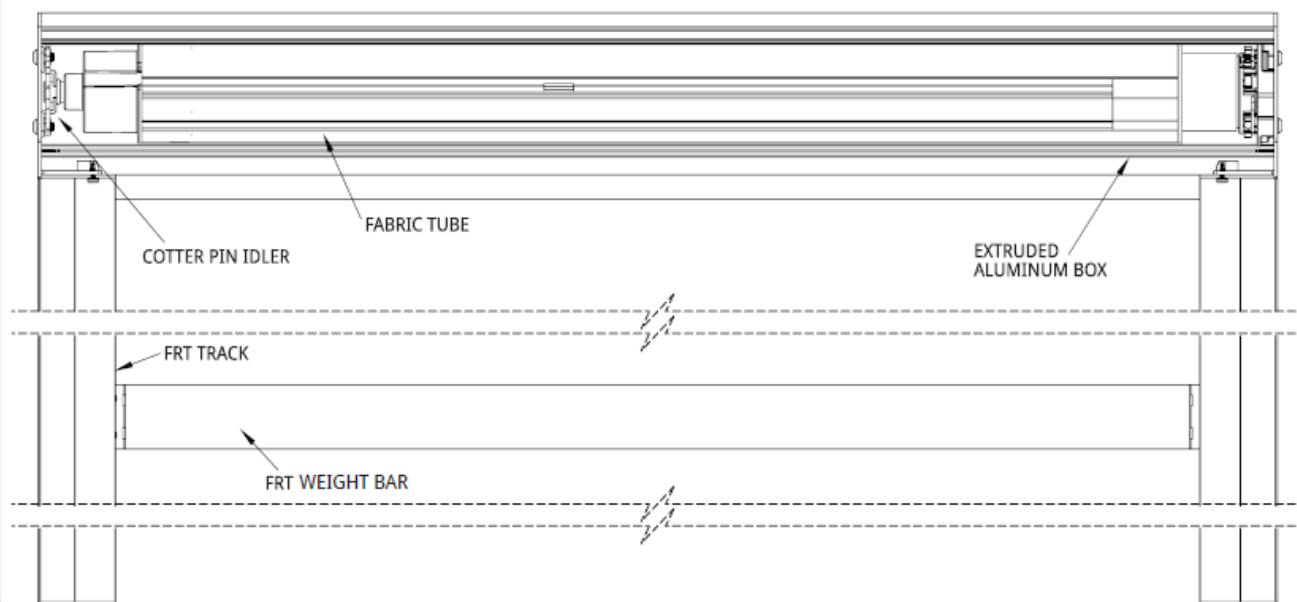 FABRIC TUBE
COTTER PIN IDLER
EXTRUDED
ALUMINUM BOX
FRT TRACK
FRT WEIGHT BAR